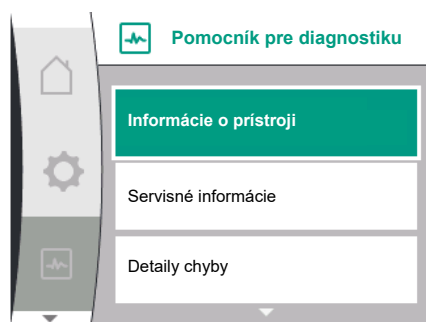 Pomocník pre diagnostiku
Informácie o prístroji
Servisné informácie
Detaily chyby